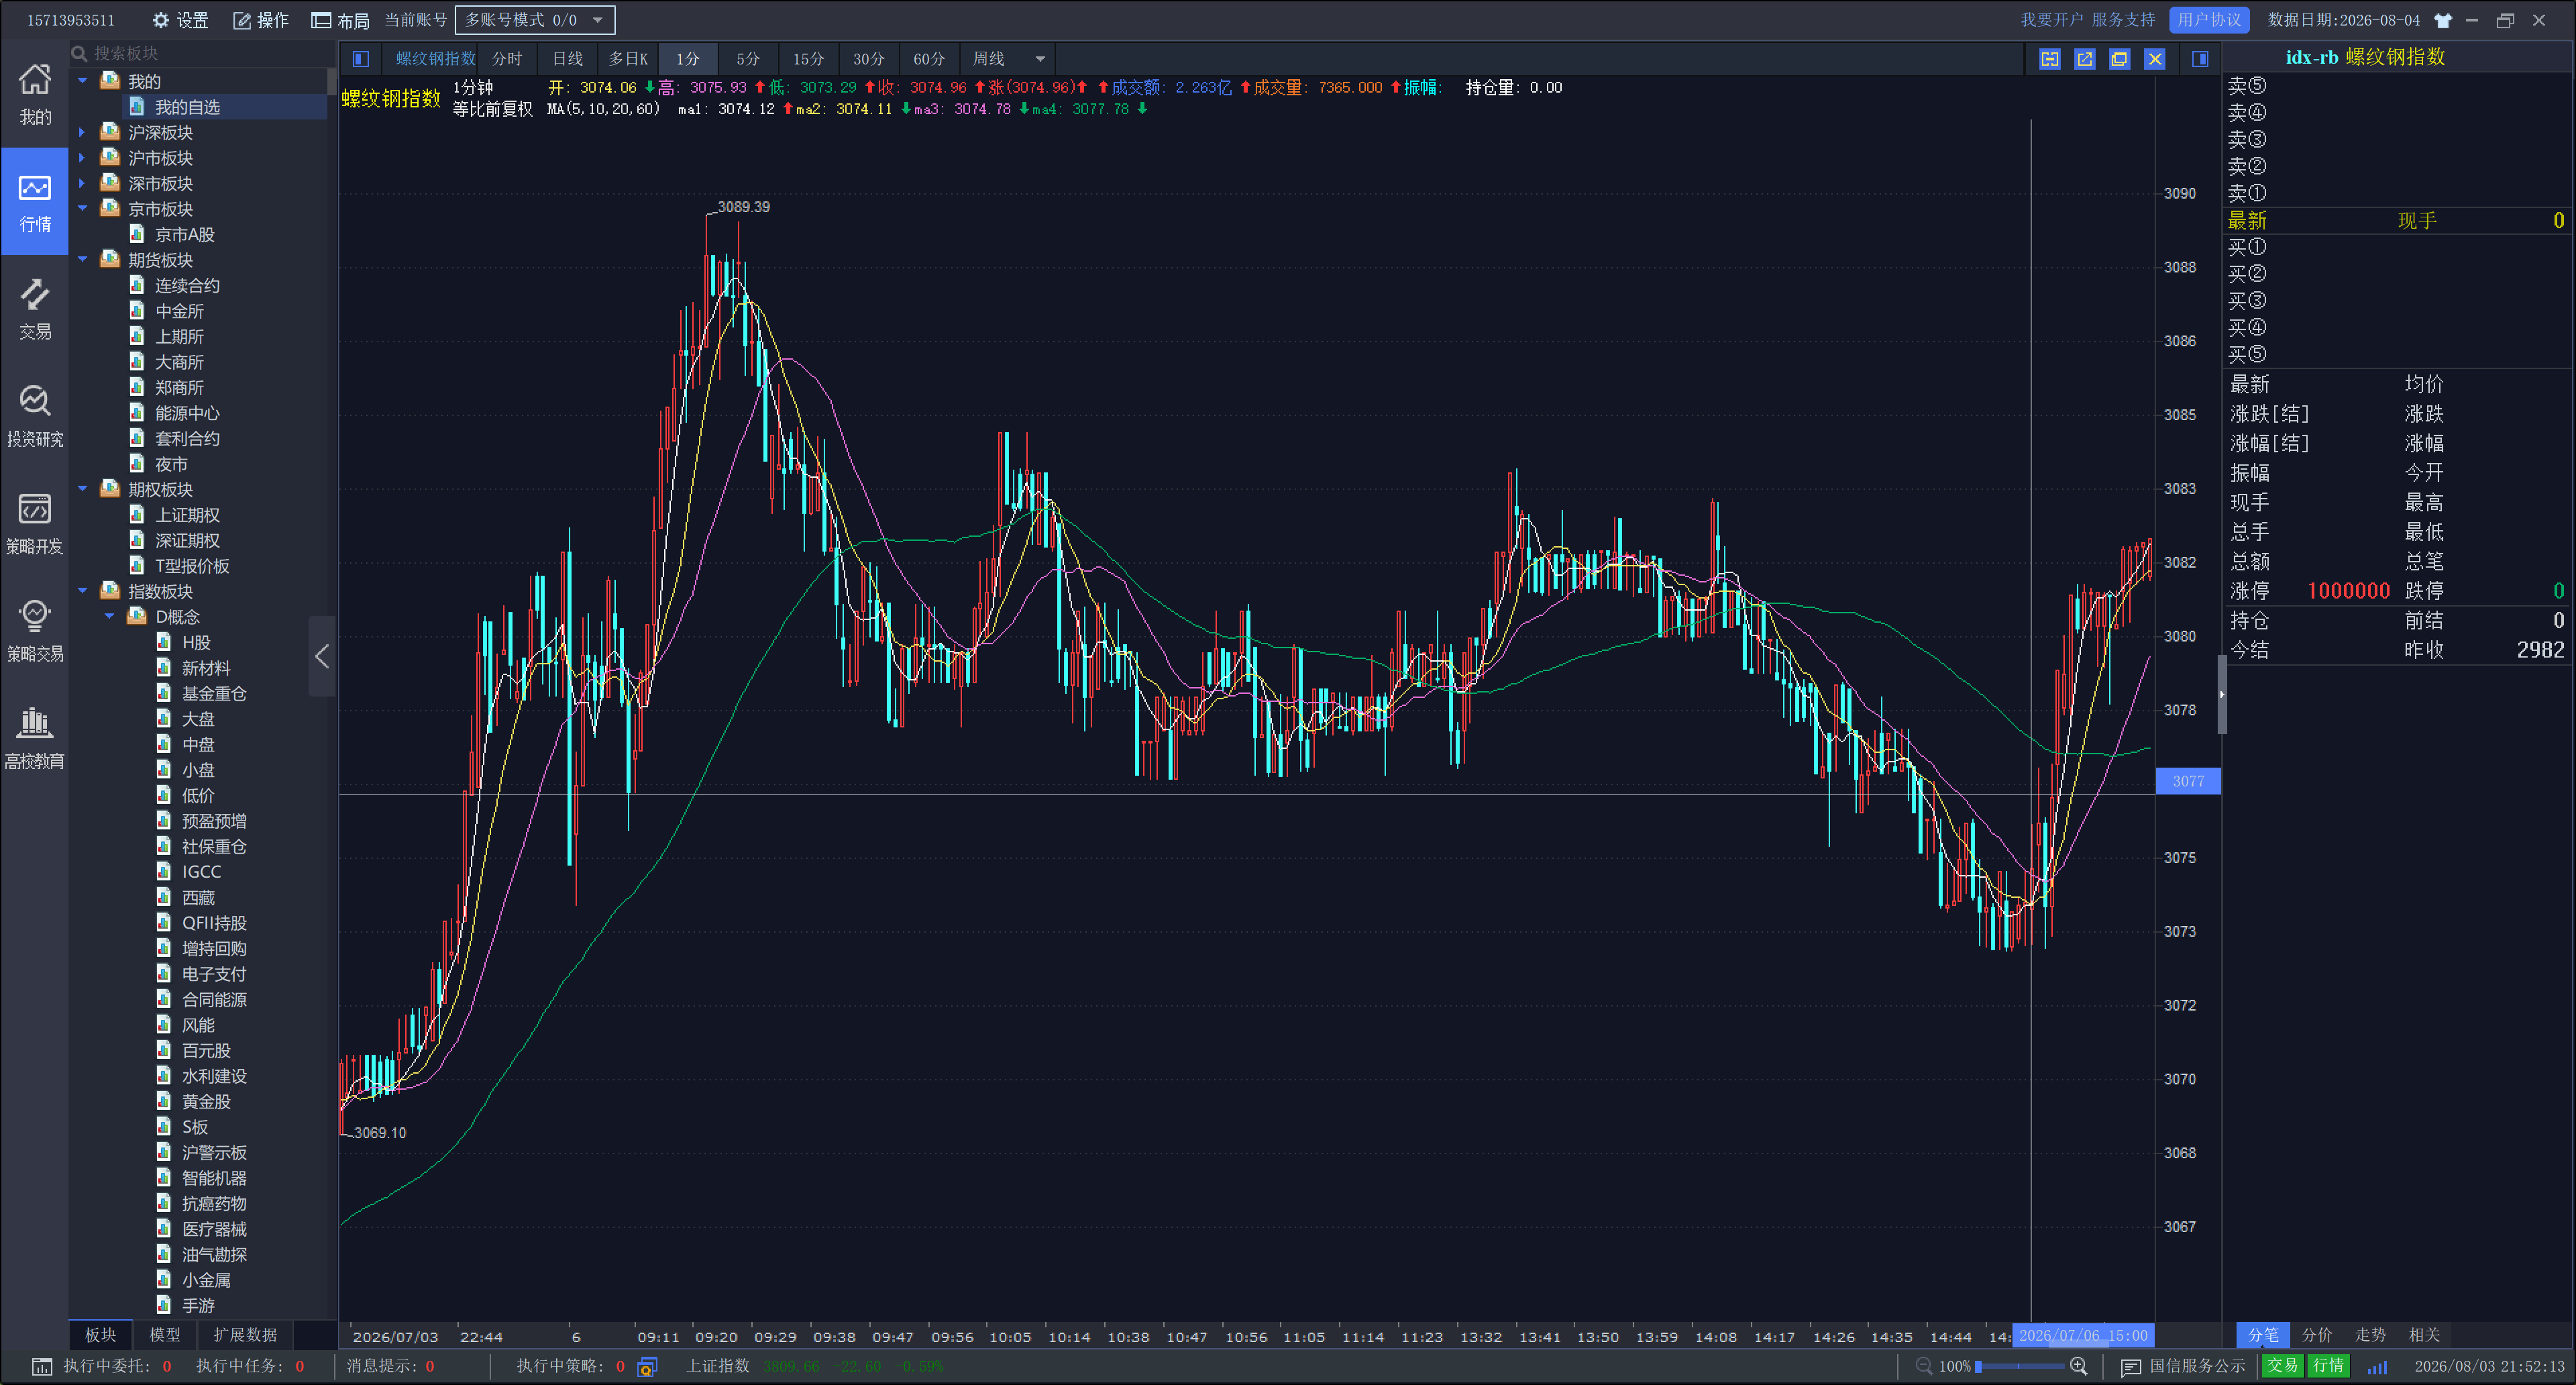 15713953511 设置 操作 布局 当前账号 多账号模式 0/0 我要开户 服务支持 用户协议 数据日期:2026-08-04
我的
行情
交易
投资研究
策略开发
策略交易
高校教育
搜索板块
我的
我的自选
沪深板块
沪市板块
深市板块
京市板块
京市A股
期货板块
连续合约
中金所
上期所
大商所
郑商所
能源中心
套利合约
夜市
期权板块
上证期权
深证期权
T型报价板
指数板块
D概念
H股
新材料
基金重仓
大盘
中盘
小盘
低价
预盈预增
社保重仓
IGCC
西藏
QFII持股
增持回购
电子支付
合同能源
风能
百元股
水利建设
黄金股
S板
沪警示板
智能机器
抗癌药物
医疗器械
油气勘探
小金属
手游
板块 模型 扩展数据
螺纹钢指数 分时 日线 多日K 1分 5分 15分 30分 60分 周线
螺纹钢指数
1分钟 开: 3074.06 ↓高: 3075.93 ↑低: 3073.29 ↑收: 3074.96 ↑涨(3074.96)↑ ↑成交额: 2.263亿 ↑成交量: 7365.000 ↑振幅: 持仓量: 0.00
等比前复权 MA(5,10,20,60) ma1: 3074.12 ↑ma2: 3074.11 ↓ma3: 3074.78 ↓ma4: 3077.78 ↓
3089.39
3069.10
3090
3088
3086
3085
3083
3082
3080
3078
3077
3075
3073
3072
3070
3068
3067
2026/07/03 22:44 6 09:11 09:20 09:29 09:38 09:47 09:56 10:05 10:14 10:38 10:47 10:56 11:05 11:14 11:23 13:32 13:41 13:50 13:59 14:08 14:17 14:26 14:35 14:44 14: 2026/07/06 15:00
idx-rb 螺纹钢指数
卖⑤
卖④
卖③
卖②
卖①
最新 现手 0
买①
买②
买③
买④
买⑤
最新 均价
涨跌[结] 涨跌
涨幅[结] 涨幅
振幅 今开
现手 最高
总手 最低
总额 总笔
涨停 1000000 跌停 0
持仓 前结 0
今结 昨收 2982
分笔 分价 走势 相关
执行中委托: 0 执行中任务: 0 消息提示: 0 执行中策略: 0 上证指数 3809.66 -22.60 -0.59% 100% 国信服务公示 交易 行情 2026/08/03 21:52:13